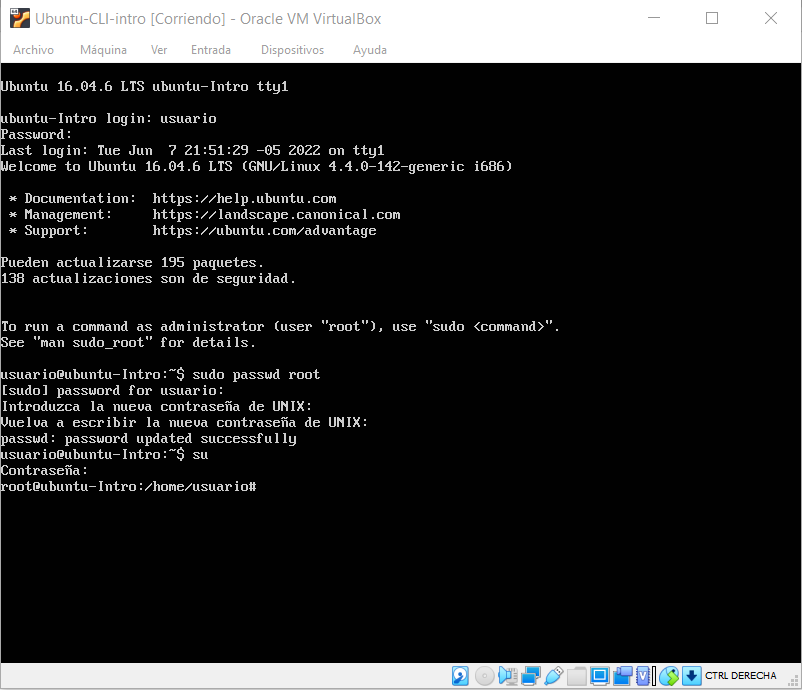 Ubuntu-CLI-intro [Corriendo] - Oracle VM VirtualBox
Archivo Máquina Ver Entrada Dispositivos Ayuda
Ubuntu 16.04.6 LTS ubuntu-Intro tty1
ubuntu-Intro login: usuario
Password:
Last login: Tue Jun  7 21:51:29 -05 2022 on tty1
Welcome to Ubuntu 16.04.6 LTS (GNU/Linux 4.4.0-142-generic i686)
 * Documentation:  https://help.ubuntu.com
 * Management:     https://landscape.canonical.com
 * Support:        https://ubuntu.com/advantage
Pueden actualizarse 195 paquetes.
138 actualizaciones son de seguridad.
To run a command as administrator (user "root"), use "sudo <command>".
See "man sudo_root" for details.
usuario@ubuntu-Intro:~$ sudo passwd root
[sudo] password for usuario:
Introduzca la nueva contraseña de UNIX:
Vuelva a escribir la nueva contraseña de UNIX:
passwd: password updated successfully
usuario@ubuntu-Intro:~$ su
Contraseña:
root@ubuntu-Intro:/home/usuario#
CTRL DERECHA